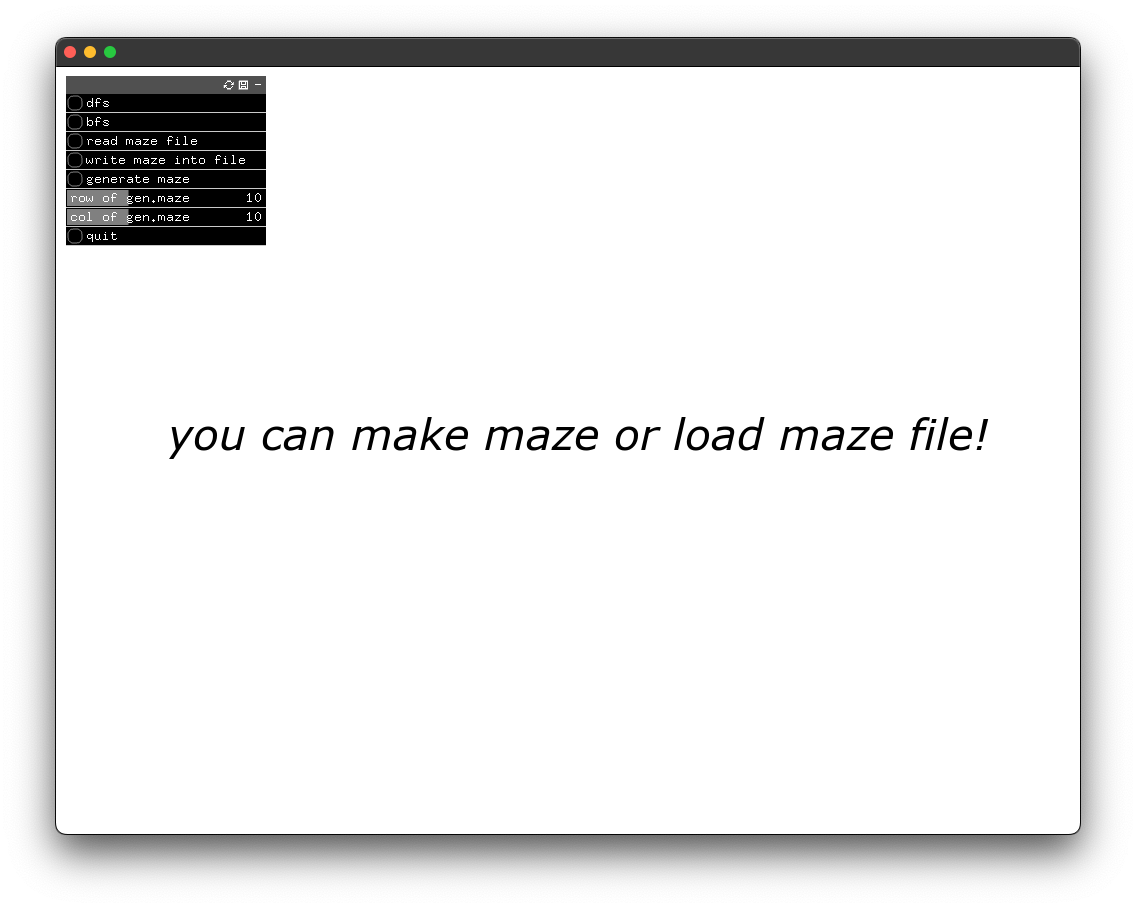 dfs
bfs
read maze file
write maze into file
generate maze
row of gen.maze 10
col of gen.maze 10
quit
you can make maze or load maze file!